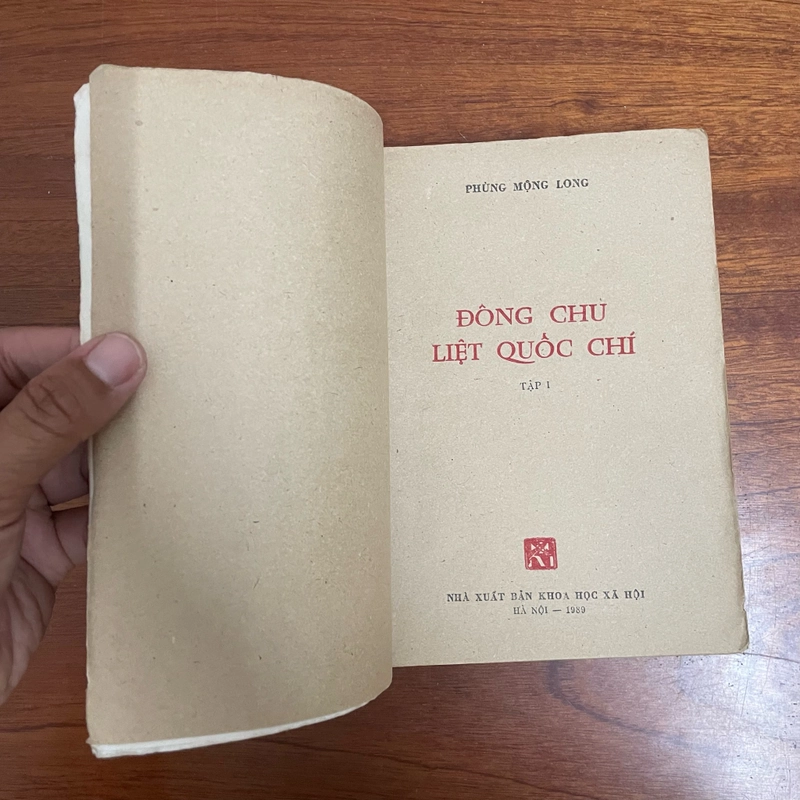 PHÙNG MỘNG LONG
ĐÔNG CHU
LIỆT QUỐC CHÍ
TẬP I
NHÀ XUẤT BẢN KHOA HỌC XÃ HỘI
HÀ NỘI — 1989